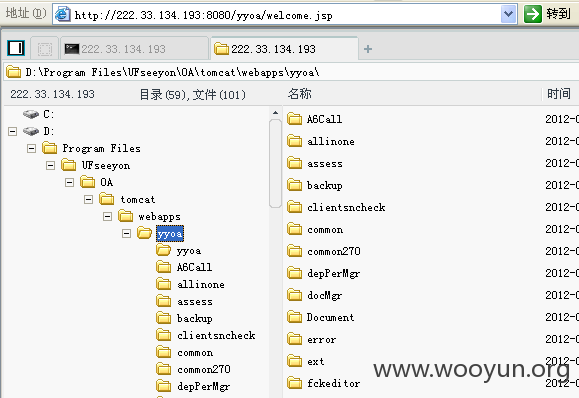 地址(D) http://222.33.134.193:8080/yyoa/welcome.jsp 转到
222.33.134.193 222.33.134.193 +
D:\Program Files\UFseeyon\OA\tomcat\webapps\yyoa\
222.33.134.193 目录(59),文件(101) 名称 时间
C:
D:
Program Files
UFseeyon
OA
tomcat
webapps
yyoa
yyoa
A6Call
allinone
assess
backup
clientsncheck
common
common270
depPerMgr
A6Call 2012-0
allinone 2012-0
assess 2012-0
backup 2012-0
clientsncheck 2012-0
common 2012-0
common270 2012-0
depPerMgr 2012-0
docMgr 2012-0
Document 2012-0
error 2012-0
ext
fckeditor 2012-0
www.wooyun.org